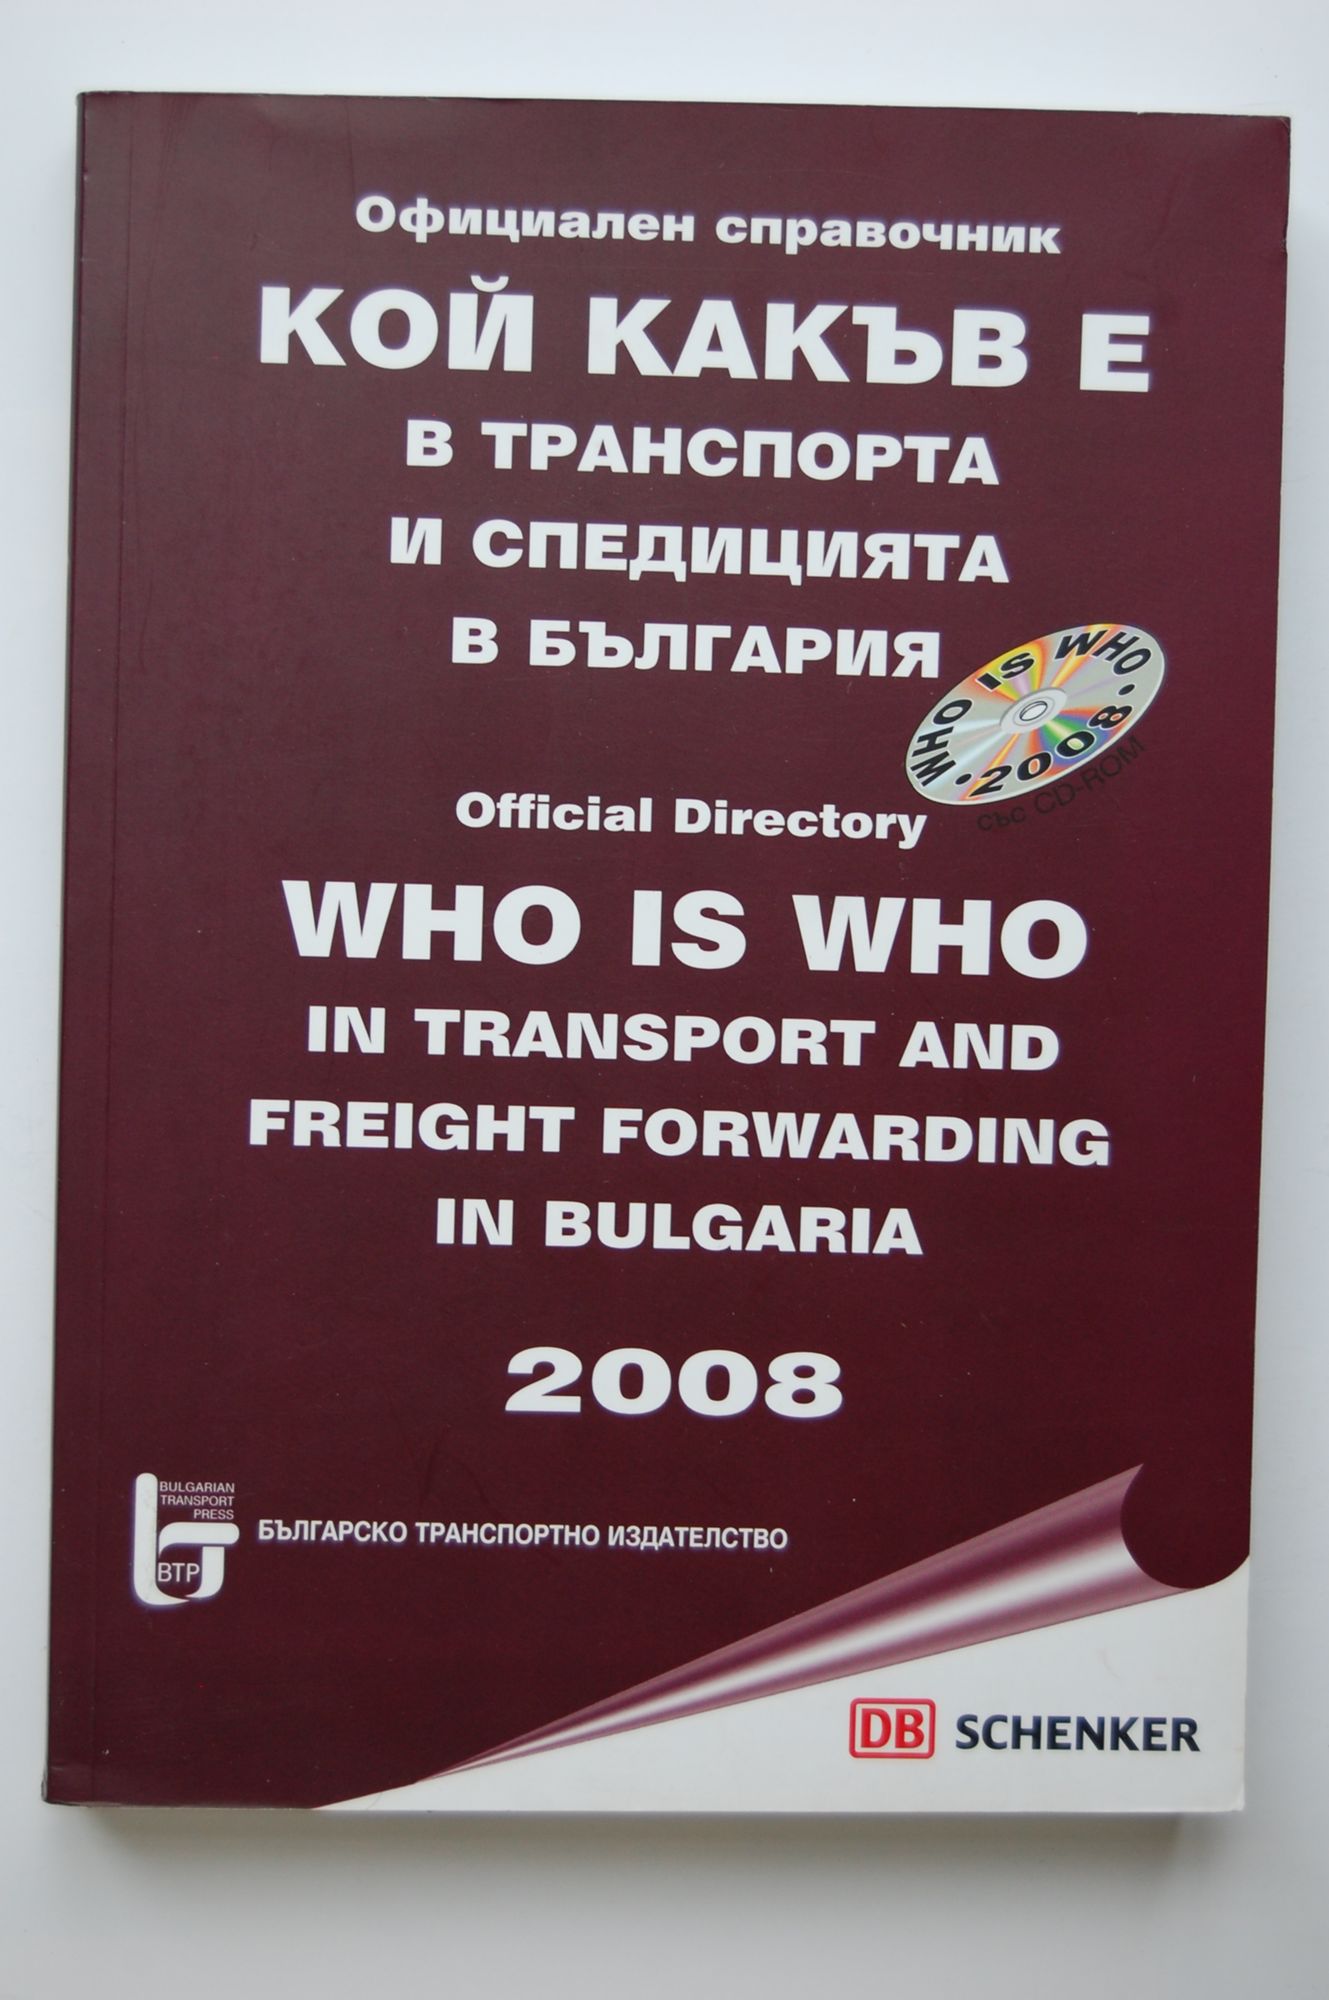 Официален справочник
КОЙ КАКЪВ Е
В ТРАНСПОРТА
И СПЕДИЦИЯТА
В БЪЛГАРИЯ
WHO IS WHO • 2008 •
със CD-ROM
Official Directory
WHO IS WHO
IN TRANSPORT AND
FREIGHT FORWARDING
IN BULGARIA
2008
BULGARIAN
TRANSPORT
PRESS
BTP
БЪЛГАРСКО ТРАНСПОРТНО ИЗДАТЕЛСТВО
DB SCHENKER